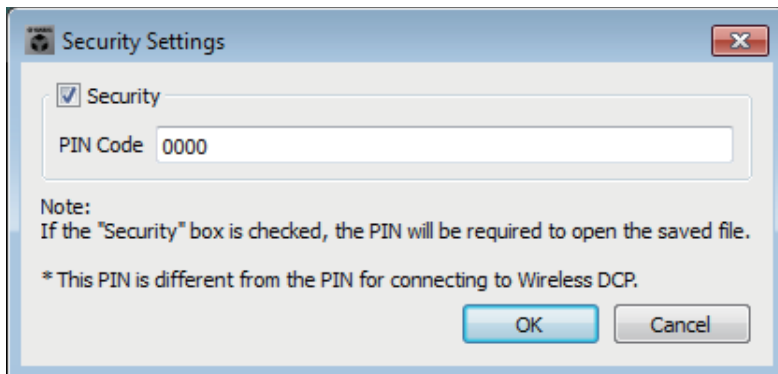 Security Settings
Security
PIN Code 0000
Note:
If the "Security" box is checked, the PIN will be required to open the saved file.
* This PIN is different from the PIN for connecting to Wireless DCP.
OK Cancel